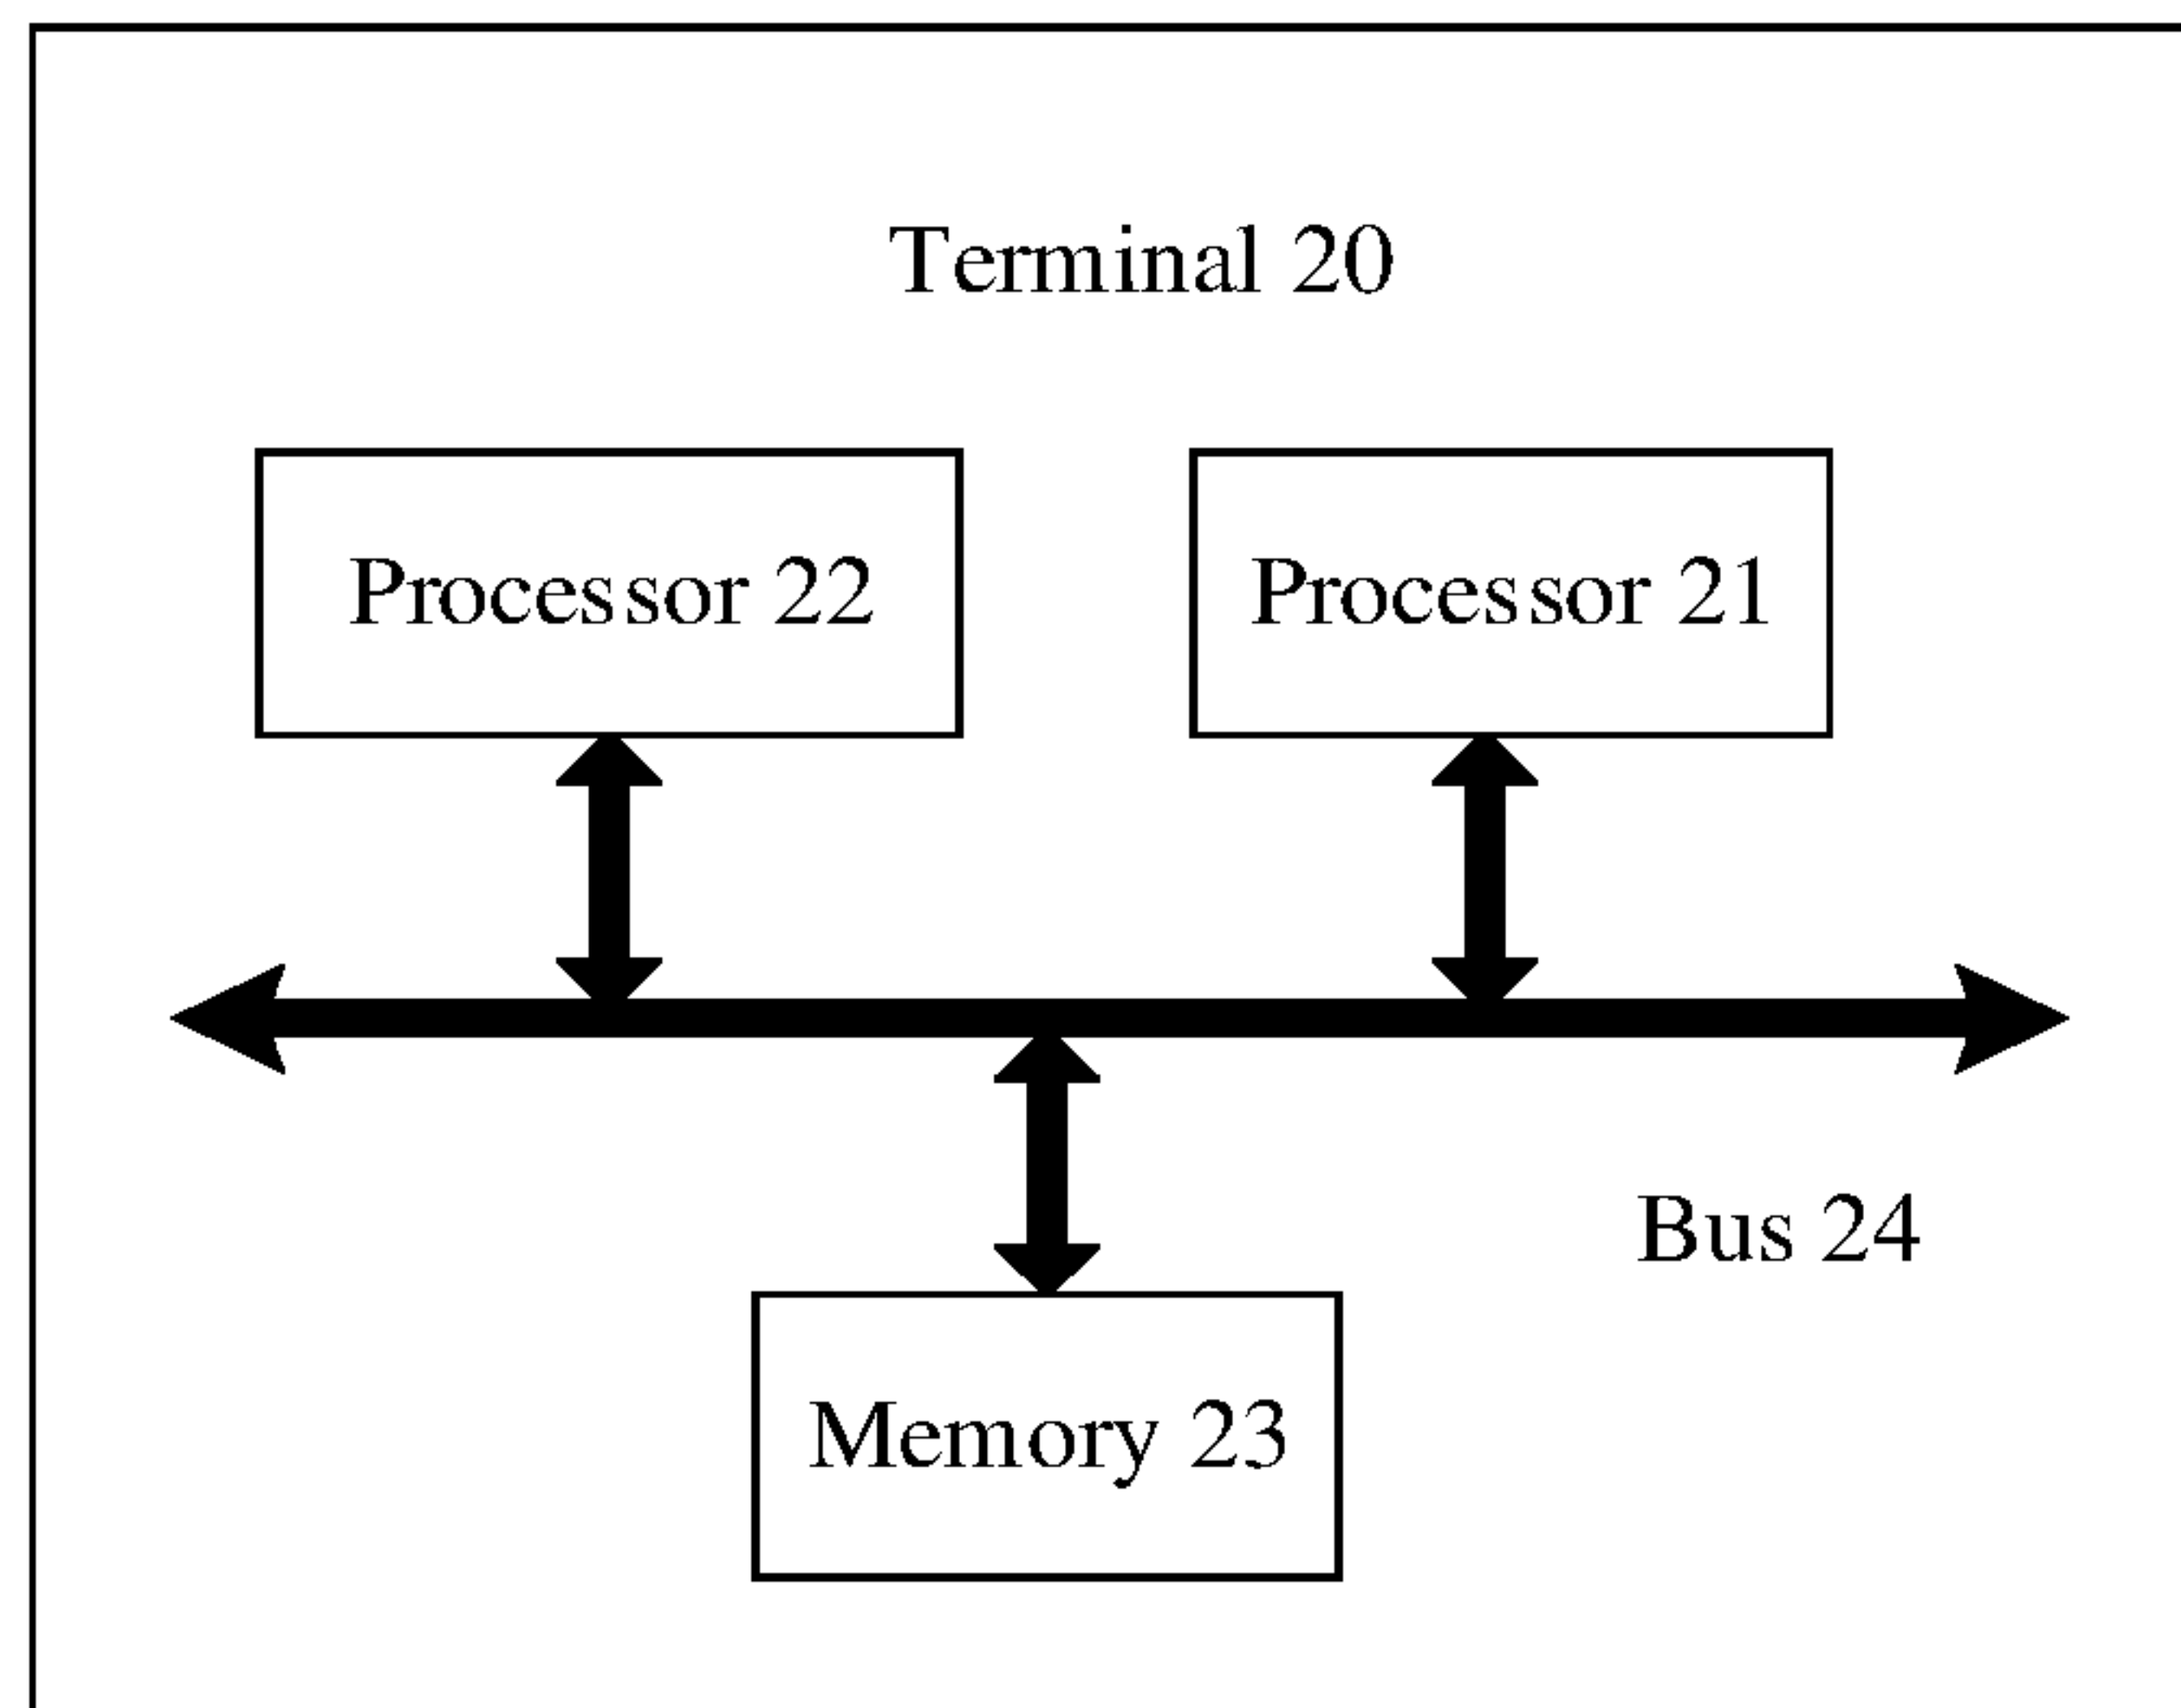 Terminal 20
Processor 22
Processor 21
Bus 24
Memory 23